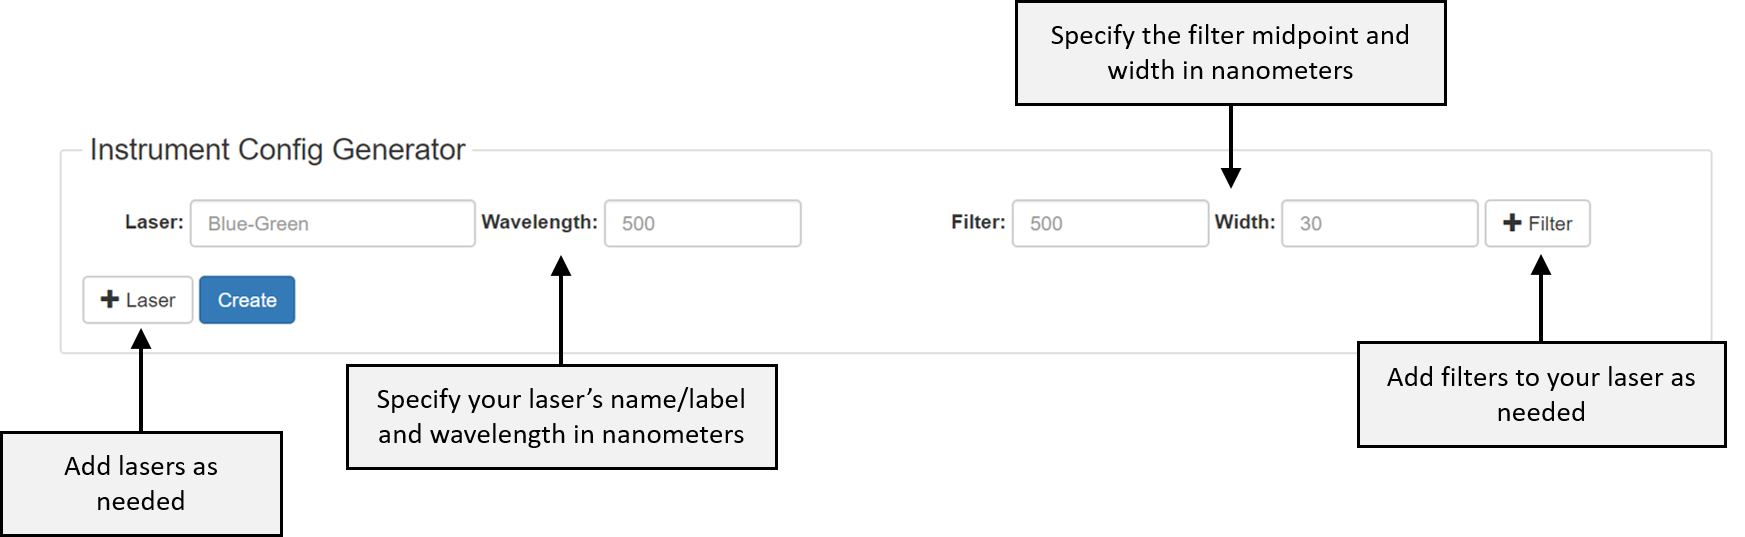 Specify the filter midpoint and
width in nanometers
Instrument Config Generator
Laser: Blue-Green Wavelength: 500 Filter: 500 Width: 30 + Filter
+ Laser Create
Specify your laser’s name/label
and wavelength in nanometers
Add filters to your laser as
needed
Add lasers as
needed